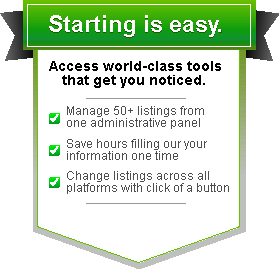 Starting is easy.
Access world-class tools
that get you noticed.
Manage 50+ listings from
one administrative panel
Save hours filling our your
information one time
Change listings across all
platforms with click of a button